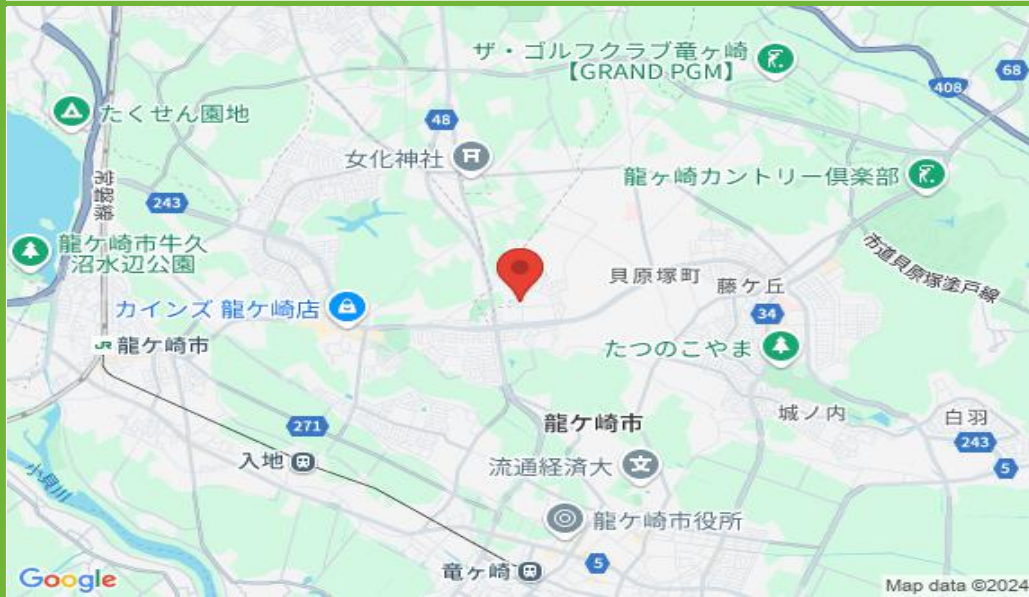 ザ・ゴルフクラブ竜ヶ崎
【GRAND PGM】
68
408
たくせん園地
48
女化神社
龍ヶ崎カントリー倶楽部
常磐線
243
龍ケ崎市牛久
沼水辺公園
市道貝原塚塗戸線
貝原塚町
藤ケ丘
カインズ 龍ケ崎店
34
JR 龍ケ崎市
たつのこやま
龍ケ崎市
城ノ内
白羽
271
243
入地
流通経済大
5
小貝川
龍ケ崎市役所
竜ヶ崎
5
Google
Map data ©2024